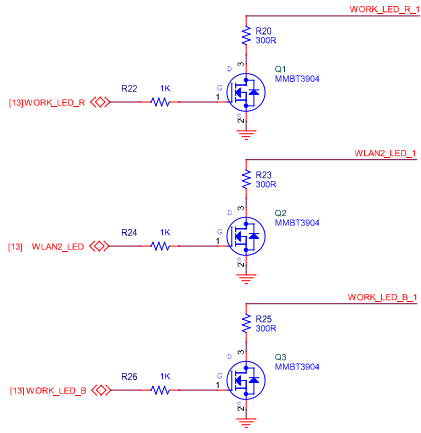 WORK_LED_R_1
R20
300R
D
3
Q1
MMBT3904
R22
1K
G
1
[13]WORK_LED_R
2
S
WLAN2_LED_1
R23
300R
D
3
Q2
MMBT3904
R24
1K
G
1
[13] WLAN2_LED
2
S
WORK_LED_B_1
R25
300R
D
3
Q3
MMBT3904
R26
1K
G
1
[13]WORK_LED_B
2
S